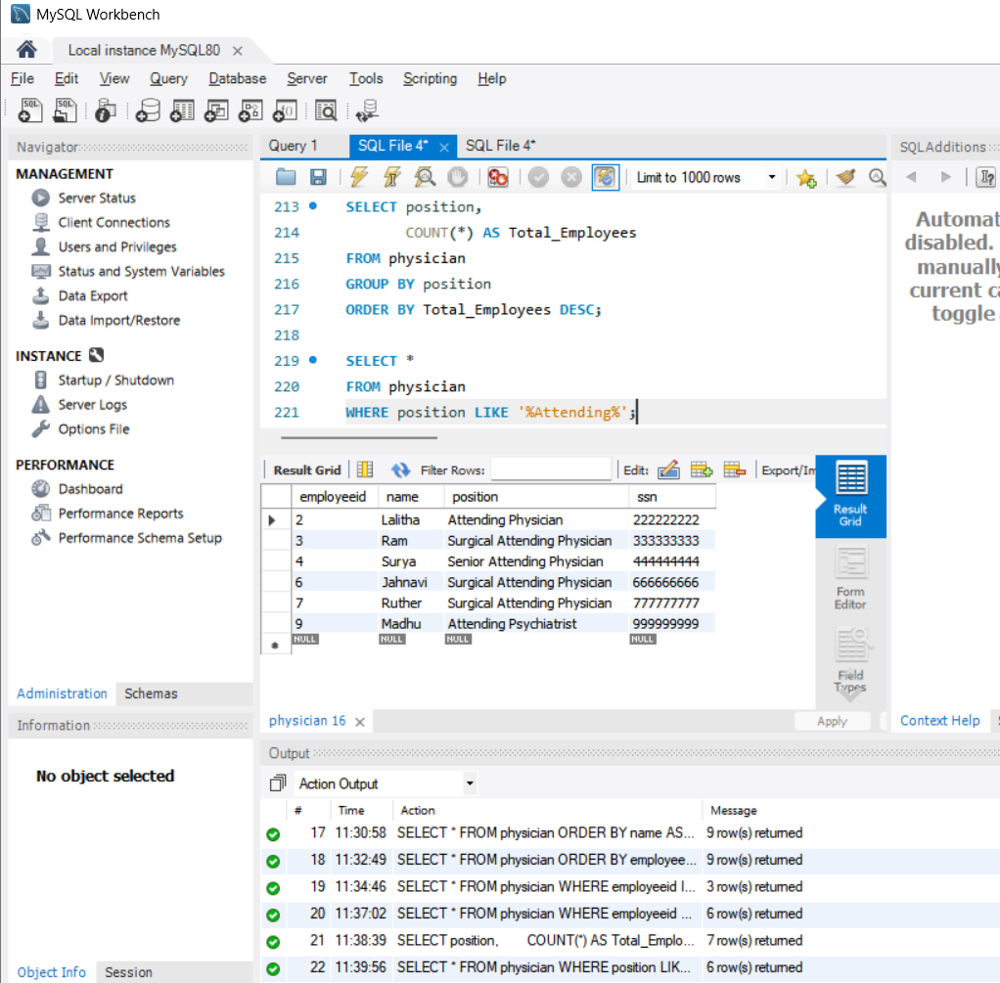 MySQL Workbench
Local instance MySQL80
File Edit View Query Database Server Tools Scripting Help
Navigator
MANAGEMENT
Server Status
Client Connections
Users and Privileges
Status and System Variables
Data Export
Data Import/Restore
INSTANCE
Startup / Shutdown
Server Logs
Options File
PERFORMANCE
Dashboard
Performance Reports
Performance Schema Setup
Administration Schemas
Information
No object selected
Object Info Session
Query 1 SQL File 4* SQL File 4*
Limit to 1000 rows
213 SELECT position,
214 COUNT(*) AS Total_Employees
215 FROM physician
216 GROUP BY position
217 ORDER BY Total_Employees DESC;
218
219 SELECT *
220 FROM physician
221 WHERE position LIKE '%Attending%';
Result Grid Filter Rows: Edit: Export/Im
employeeid name position ssn
2 Lalitha Attending Physician 222222222
3 Ram Surgical Attending Physician 333333333
4 Surya Senior Attending Physician 444444444
6 Jahnavi Surgical Attending Physician 666666666
7 Ruther Surgical Attending Physician 777777777
9 Madhu Attending Psychiatrist 999999999
NULL NULL NULL NULL
Result
Grid
Form
Editor
Field
Types
physician 16 Apply
SQLAdditions
Automat
disabled.
manually
current ca
toggle
Context Help
Output
Action Output
# Time Action Message
17 11:30:58 SELECT * FROM physician ORDER BY name AS... 9 row(s) returned
18 11:32:49 SELECT * FROM physician ORDER BY employee... 9 row(s) returned
19 11:34:46 SELECT * FROM physician WHERE employeeid I... 3 row(s) returned
20 11:37:02 SELECT * FROM physician WHERE employeeid ... 6 row(s) returned
21 11:38:39 SELECT position, COUNT(*) AS Total_Emplo... 7 row(s) returned
22 11:39:56 SELECT * FROM physician WHERE position LIK... 6 row(s) returned